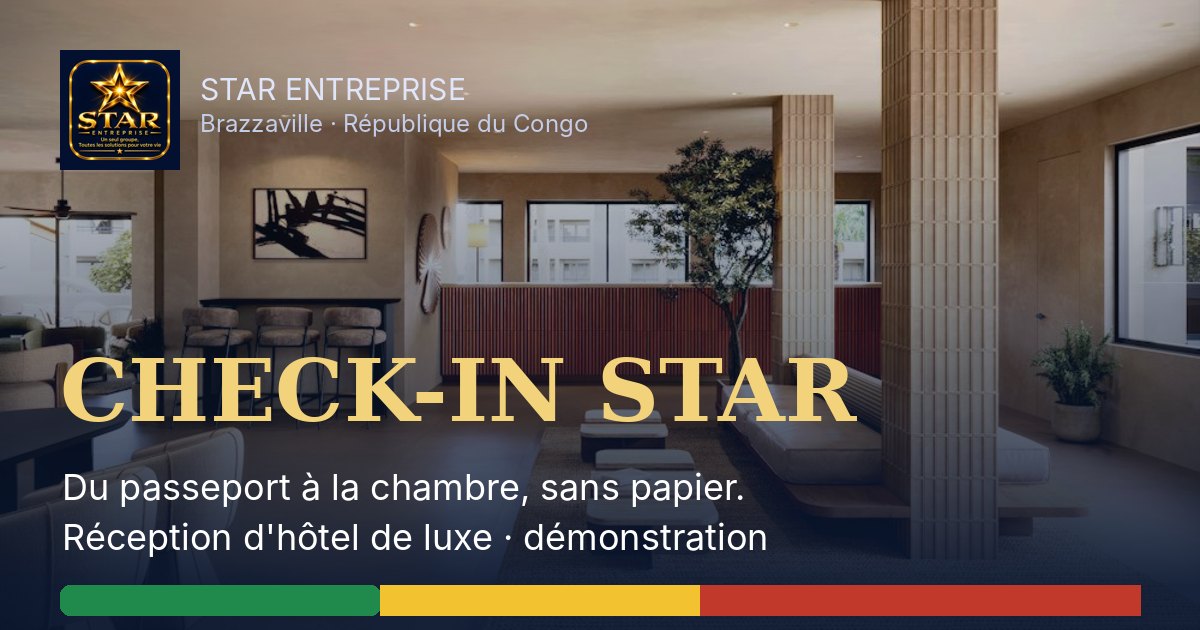 STAR
ENTREPRISE
Un seul groupe,
Toutes les solutions pour votre vie
STAR ENTREPRISE
Brazzaville · République du Congo
CHECK-IN STAR
Du passeport à la chambre, sans papier.
Réception d'hôtel de luxe · démonstration